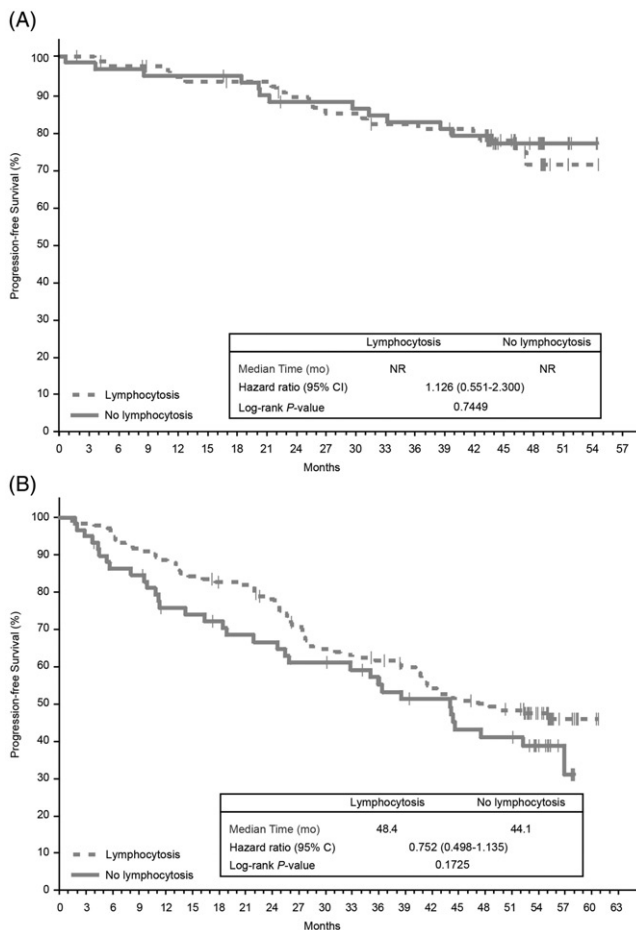 (A)
100
90
80
70
60
50
40
30
20
10
0
Progression-free Survival (%)
Lymphocytosis No lymphocytosis
Median Time (mo) NR NR
Hazard ratio (95% CI) 1.126 (0.551-2.300)
Log-rank P-value 0.7449
Lymphocytosis
No lymphocytosis
0 3 6 9 12 15 18 21 24 27 30 33 36 39 42 45 48 51 54 57
Months
(B)
100
90
80
70
60
50
40
30
20
10
0
Progression-free Survival (%)
Lymphocytosis No lymphocytosis
Median Time (mo) 48.4 44.1
Hazard ratio (95% C) 0.752 (0.498-1.135)
Log-rank P-value 0.1725
Lymphocytosis
No lymphocytosis
0 3 6 9 12 15 18 21 24 27 30 33 36 39 42 45 48 51 54 57 60 63
Months